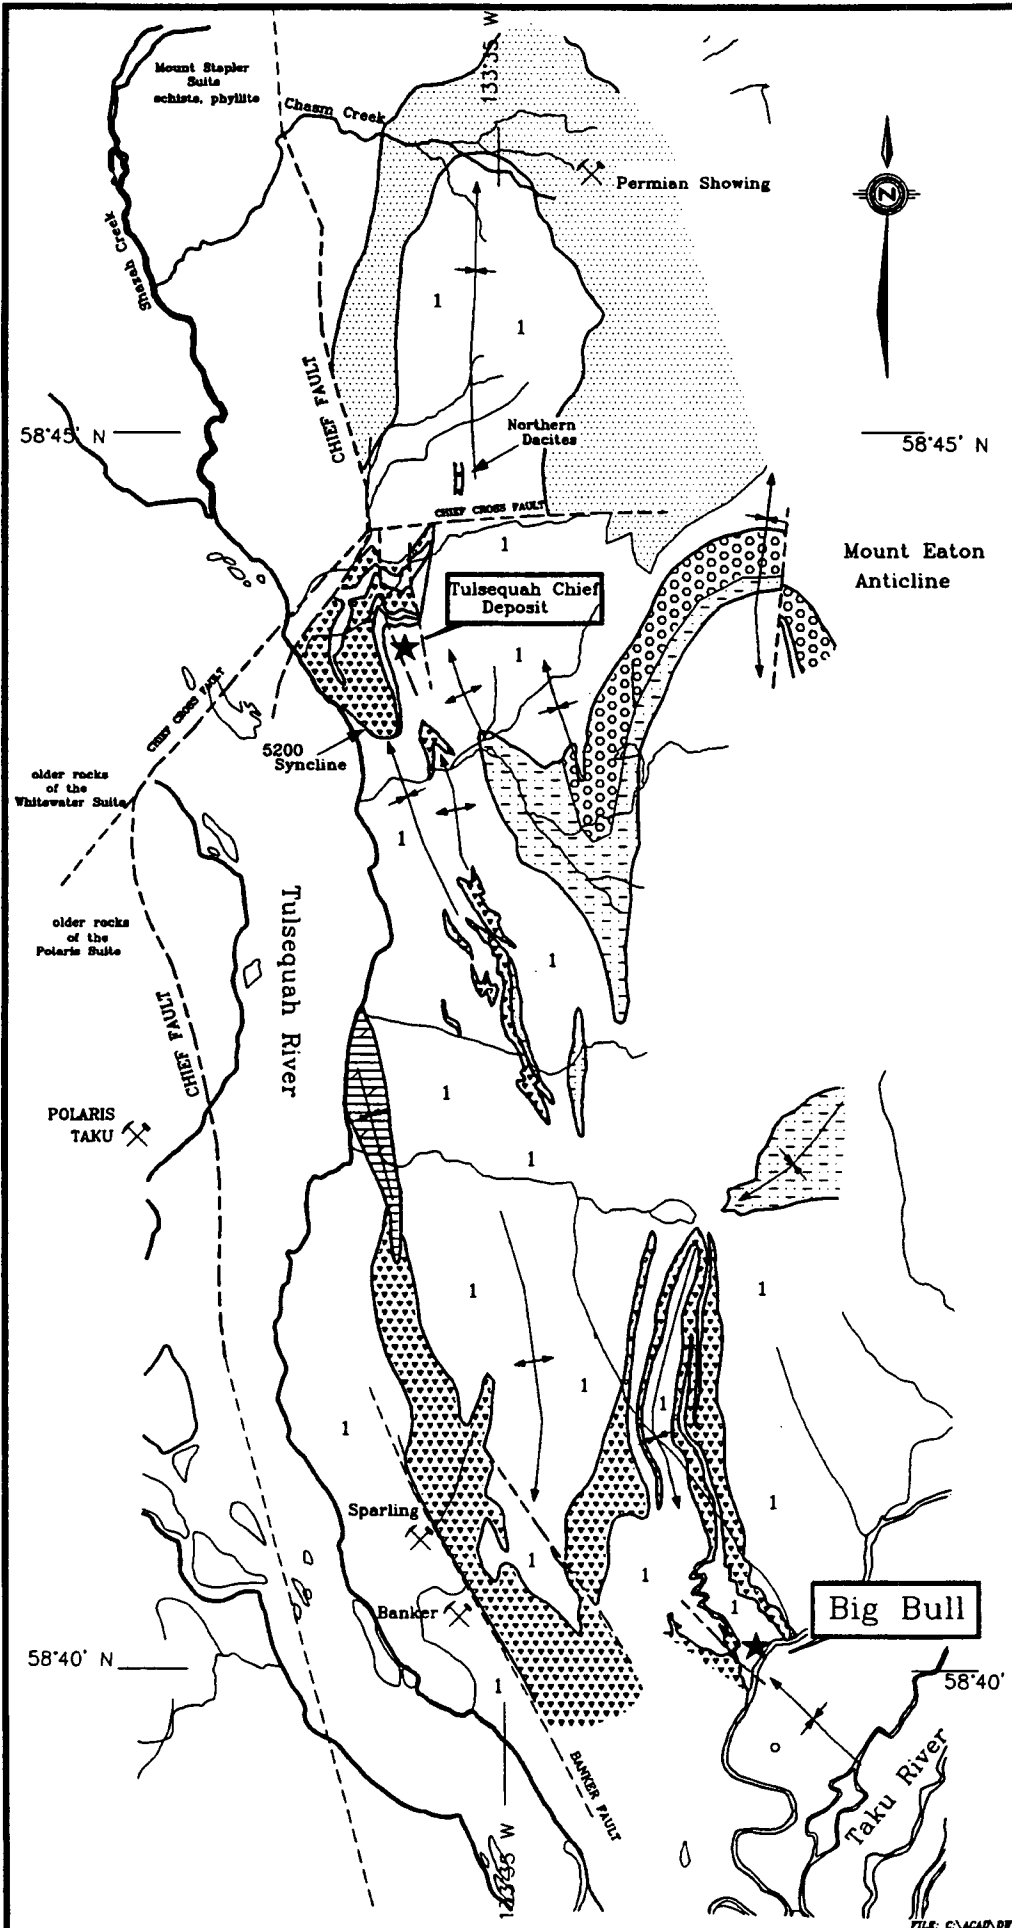 133°35' W
Mount Stapler
Suite
schists, phyllite
Chasm Creek
Permian Showing
N
Shazah Creek
1
1
CHIEF FAULT
58°45' N
58°45' N
Northern
Dacites
CHIEF CROSS FAULT
1
Mount Eaton
Anticline
Tulsequah Chief
Deposit
1
CHIEF CROSS FAULT
5200
Syncline
older rocks
of the
Whitewater Suite
1
Tulsequah River
older rocks
of the
Polaris Suite
1
CHIEF FAULT
1
POLARIS
TAKU
1
1
1
1
1
1
1
Sparling
1
1
Banker
1
Big Bull
58°40' N
58°40'
1
BANKER FAULT
Taku River
133°35' W
FILE: C:\ACAD\DW